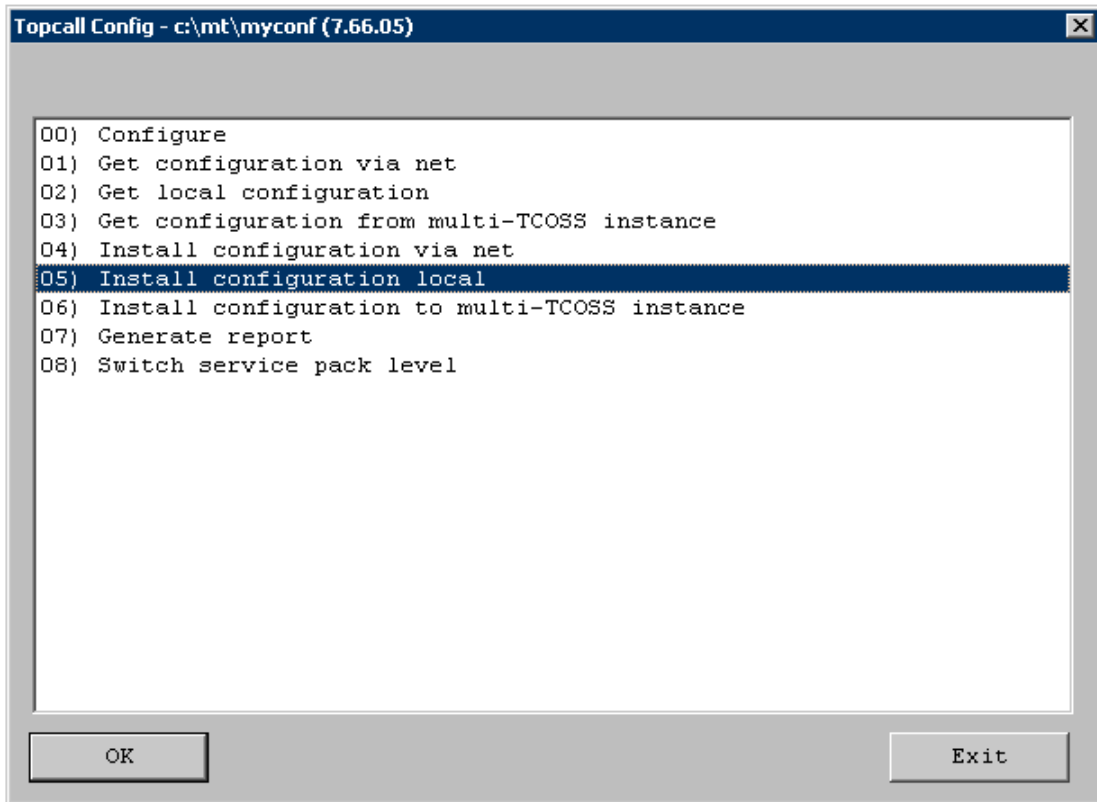 Topcall Config - c:\mt\myconf (7.66.05)
00) Configure
01) Get configuration via net
02) Get local configuration
03) Get configuration from multi-TCOSS instance
04) Install configuration via net
05) Install configuration local
06) Install configuration to multi-TCOSS instance
07) Generate report
08) Switch service pack level
OK Exit